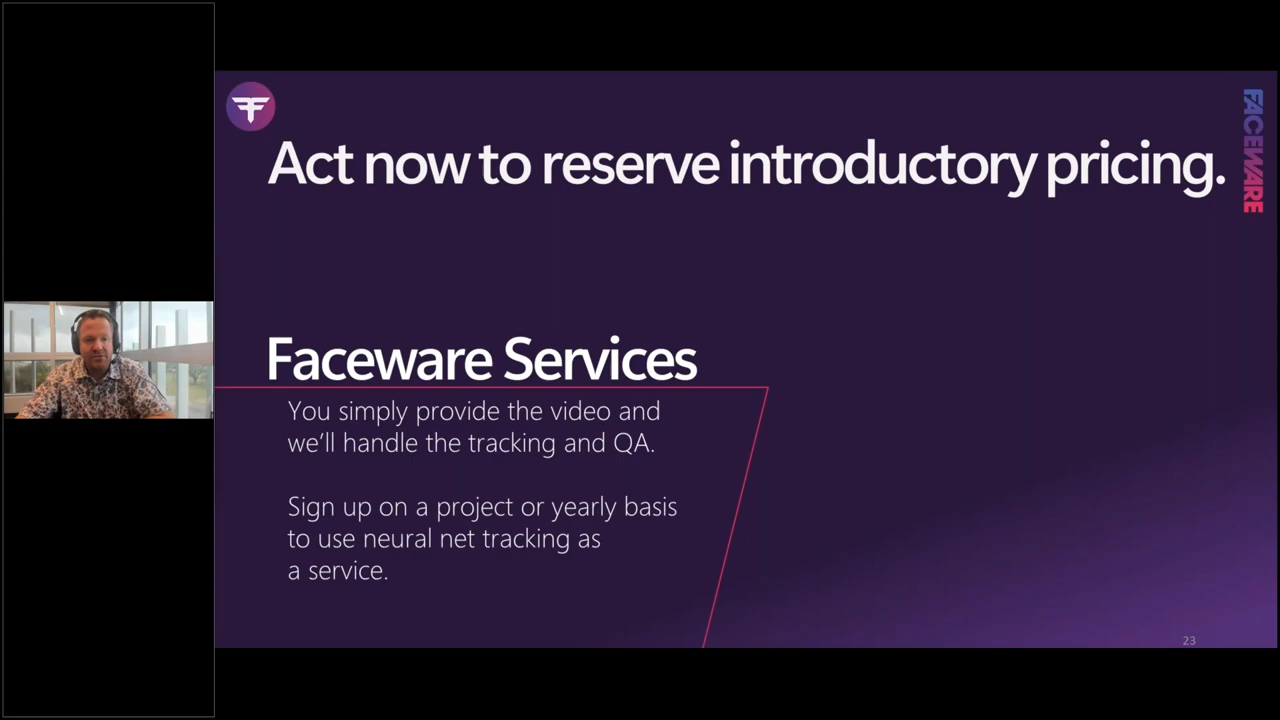 Act now to reserve introductory pricing.
FACEWARE
Faceware Services
You simply provide the video and
we’ll handle the tracking and QA.
Sign up on a project or yearly basis
to use neural net tracking as
a service.
23